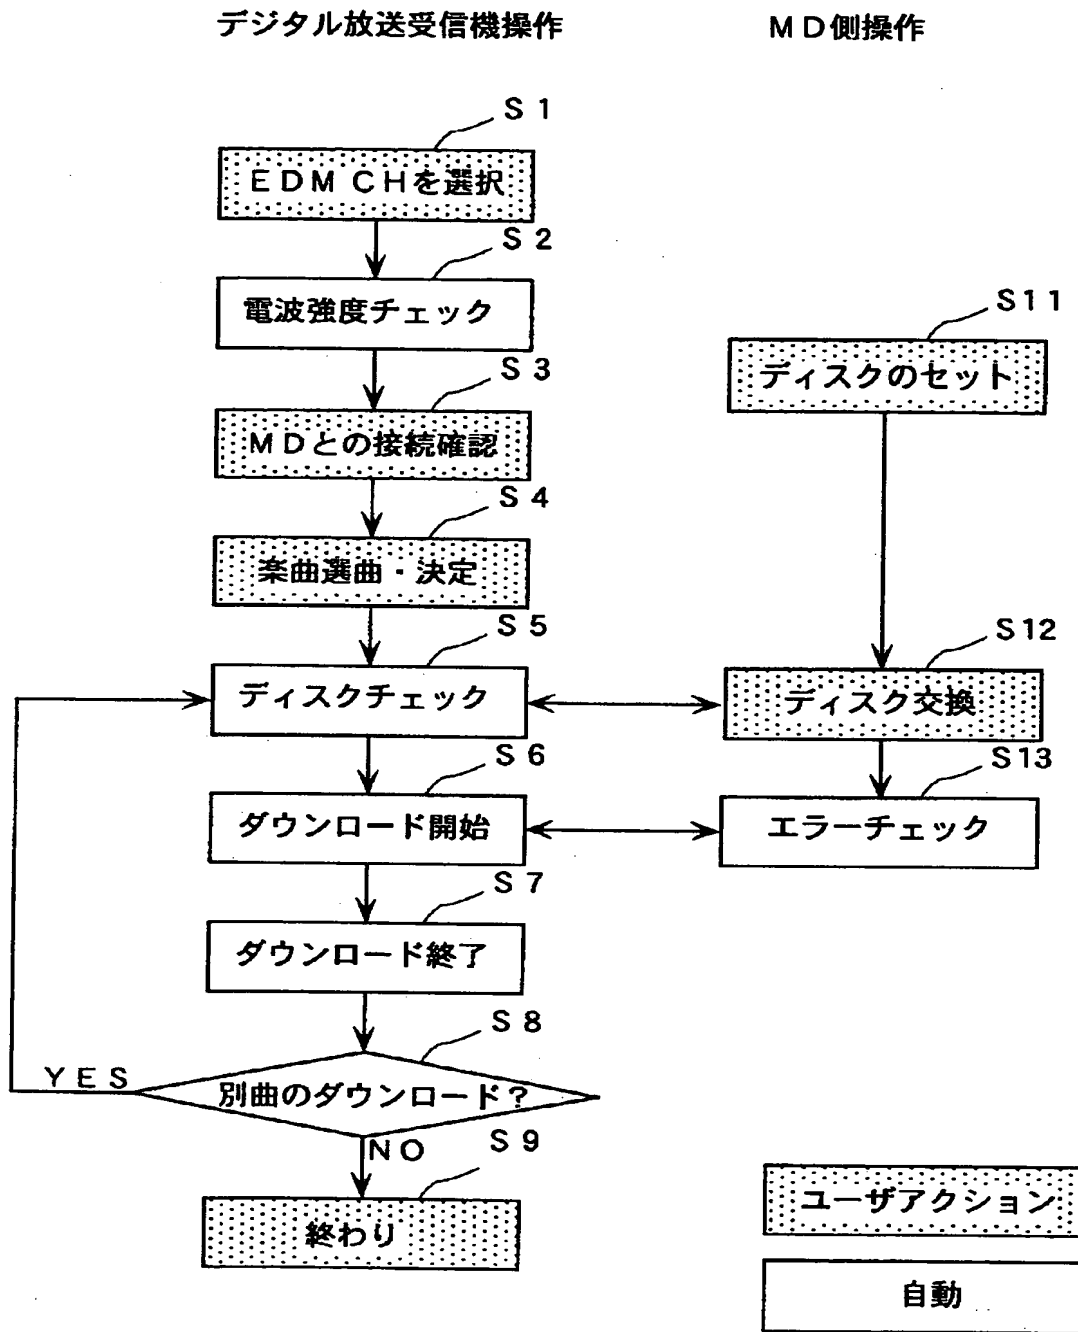 デジタル放送受信機操作
MD側操作
S1
EDM CHを選択
S2
電波強度チェック
S3
MDとの接続確認
S4
楽曲選曲・決定
S5
ディスクチェック
S6
ダウンロード開始
S7
ダウンロード終了
S8
別曲のダウンロード?
YES
NO
S9
終わり
S11
ディスクのセット
S12
ディスク交換
S13
エラーチェック
ユーザアクション
自動